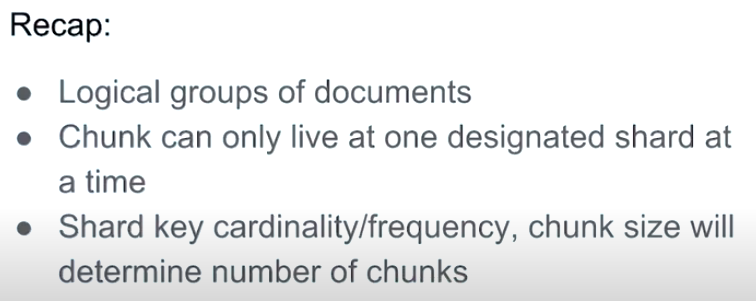 Recap:
● Logical groups of documents
● Chunk can only live at one designated shard at
a time
● Shard key cardinality/frequency, chunk size will
determine number of chunks